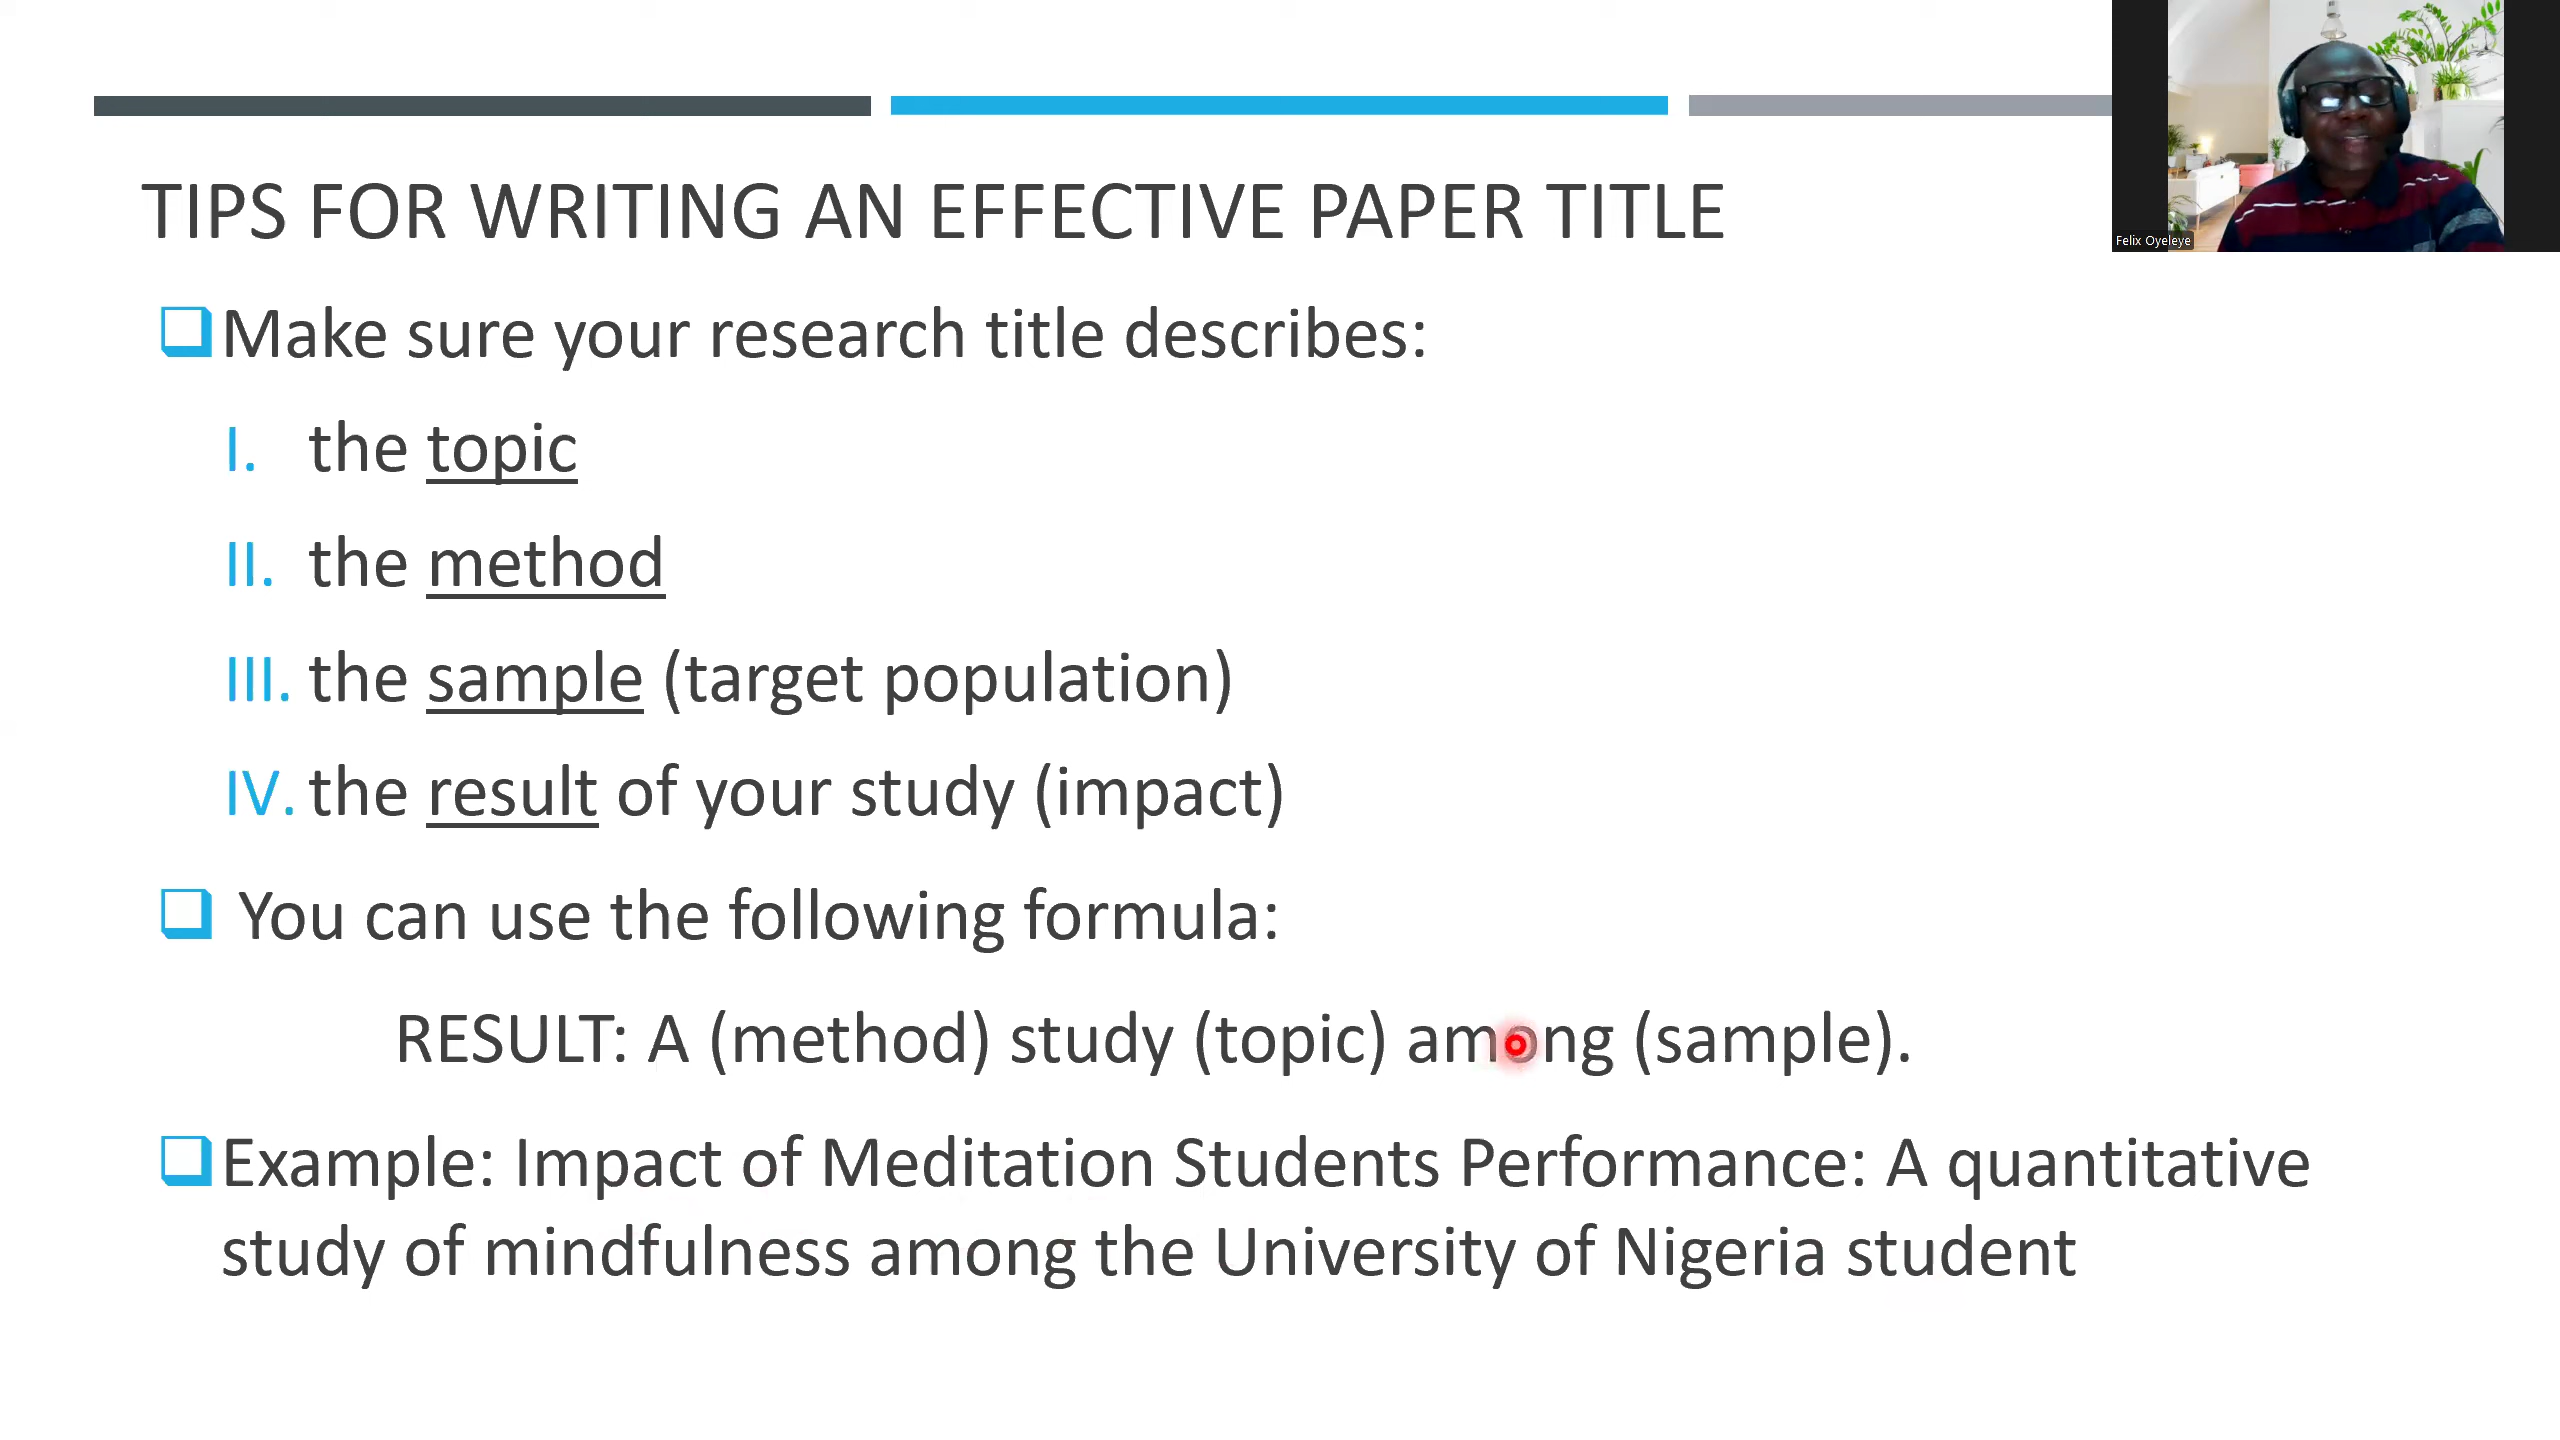 Felix Oyeleye
TIPS FOR WRITING AN EFFECTIVE PAPER TITLE
Make sure your research title describes:
I. the topic
II. the method
III. the sample (target population)
IV. the result of your study (impact)
You can use the following formula:
RESULT: A (method) study (topic) among (sample).
Example: Impact of Meditation Students Performance: A quantitative
study of mindfulness among the University of Nigeria student